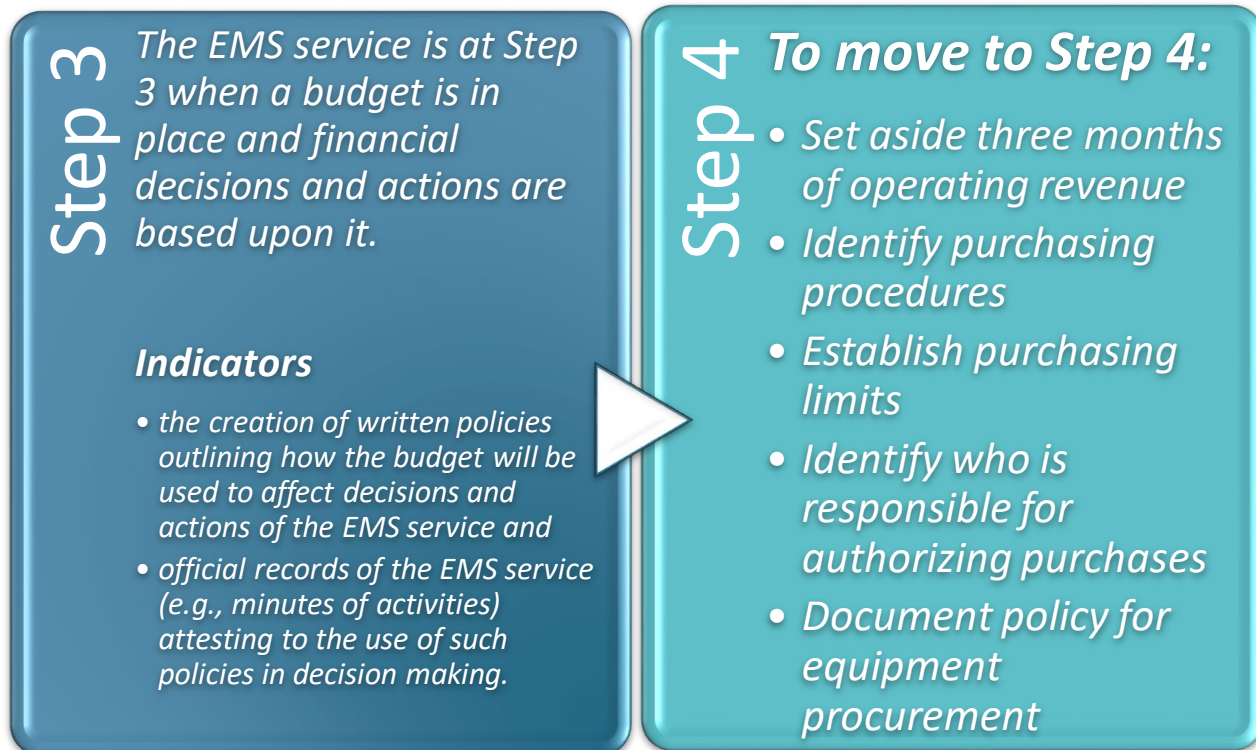 Step 3
The EMS service is at Step
3 when a budget is in
place and financial
decisions and actions are
based upon it.
Indicators
• the creation of written policies
outlining how the budget will be
used to affect decisions and
actions of the EMS service and
• official records of the EMS service
(e.g., minutes of activities)
attesting to the use of such
policies in decision making.
Step 4
To move to Step 4:
• Set aside three months
of operating revenue
• Identify purchasing
procedures
• Establish purchasing
limits
• Identify who is
responsible for
authorizing purchases
• Document policy for
equipment
procurement